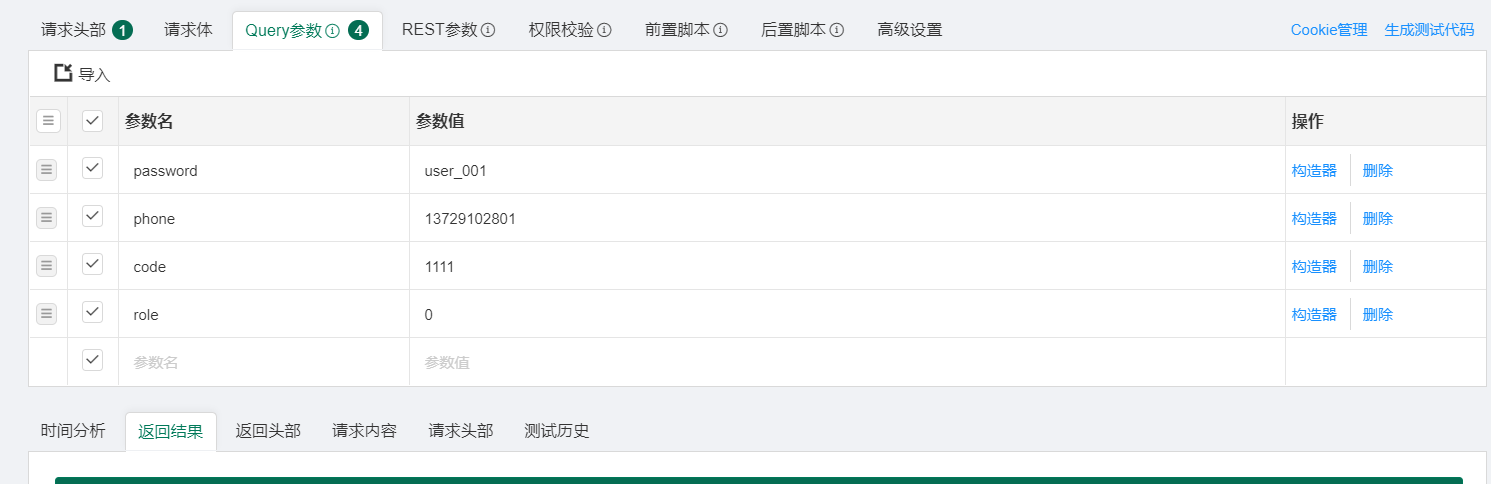 请求头部 1 请求体 Query参数 4 REST参数 权限校验 前置脚本 后置脚本 高级设置 Cookie管理 生成测试代码
导入
参数名 参数值 操作
password user_001 构造器 删除
phone 13729102801 构造器 删除
code 1111 构造器 删除
role 0 构造器 删除
参数名 参数值
时间分析 返回结果 返回头部 请求内容 请求头部 测试历史